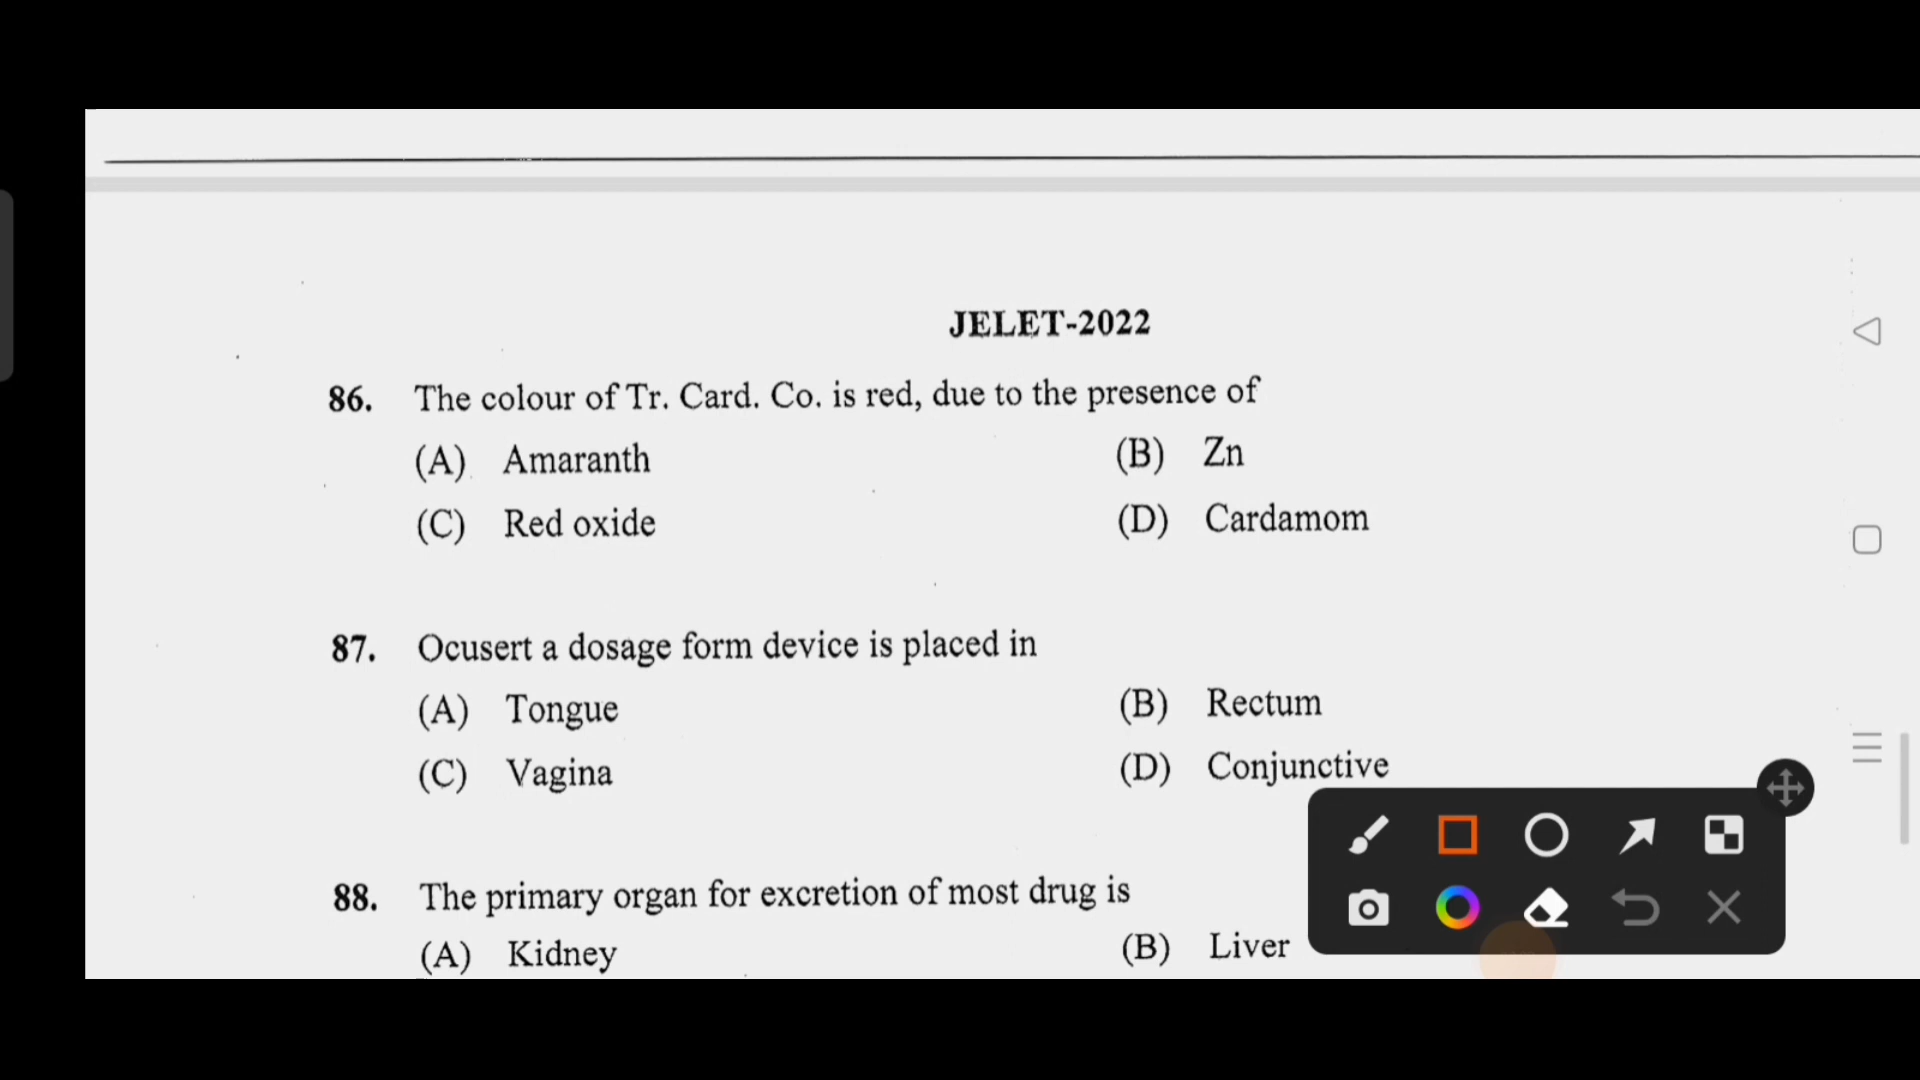 JELET-2022
86. The colour of Tr. Card. Co. is red, due to the presence of
(A) Amaranth (B) Zn
(C) Red oxide (D) Cardamom
87. Ocusert a dosage form device is placed in
(A) Tongue (B) Rectum
(C) Vagina (D) Conjunctive
88. The primary organ for excretion of most drug is
(A) Kidney (B) Liver